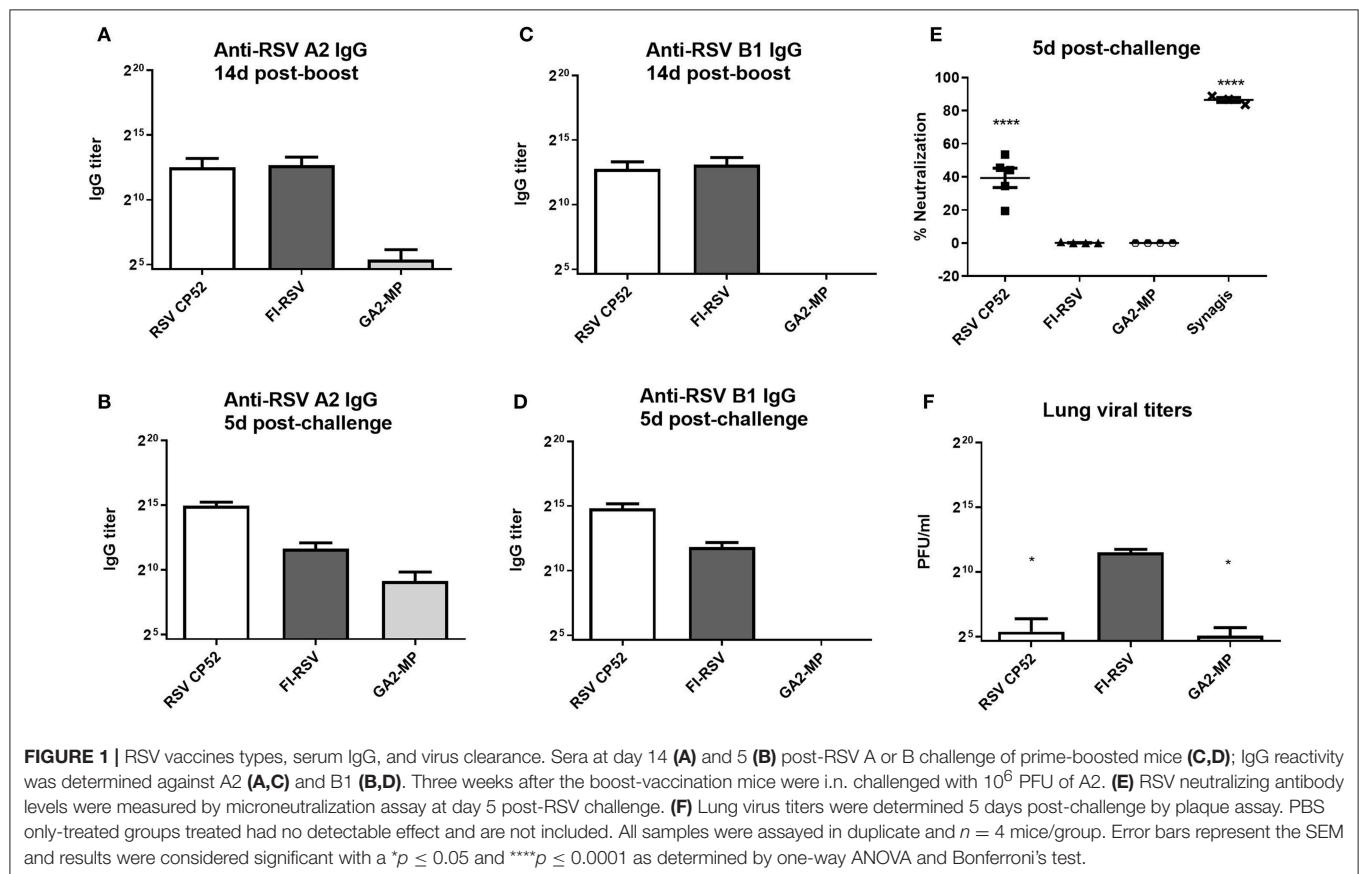 A
Anti-RSV A2 IgG
14d post-boost
IgG titer
2^20
2^15
2^10
2^5
RSV CP52
FI-RSV
GA2-MP
C
Anti-RSV B1 IgG
14d post-boost
IgG titer
2^20
2^15
2^10
2^5
RSV CP52
FI-RSV
GA2-MP
E
5d post-challenge
% Neutralization
100
80
60
40
20
0
-20
****
****
RSV CP52
FI-RSV
GA2-MP
Synagis
B
Anti-RSV A2 IgG
5d post-challenge
IgG titer
2^20
2^15
2^10
2^5
RSV CP52
FI-RSV
GA2-MP
D
Anti-RSV B1 IgG
5d post-challenge
IgG titer
2^20
2^15
2^10
2^5
RSV CP52
FI-RSV
GA2-MP
F
Lung viral titers
PFU/ml
2^20
2^15
2^10
2^5
*
*
RSV CP52
FI-RSV
GA2-MP
FIGURE 1 | RSV vaccines types, serum IgG, and virus clearance. Sera at day 14 (A) and 5 (B) post-RSV A or B challenge of prime-boosted mice (C,D); IgG reactivity
was determined against A2 (A,C) and B1 (B,D). Three weeks after the boost-vaccination mice were i.n. challenged with 10^6 PFU of A2. (E) RSV neutralizing antibody
levels were measured by microneutralization assay at day 5 post-RSV challenge. (F) Lung virus titers were determined 5 days post-challenge by plaque assay. PBS
only-treated groups treated had no detectable effect and are not included. All samples were assayed in duplicate and n = 4 mice/group. Error bars represent the SEM
and results were considered significant with a *p ≤ 0.05 and ****p ≤ 0.0001 as determined by one-way ANOVA and Bonferroni's test.